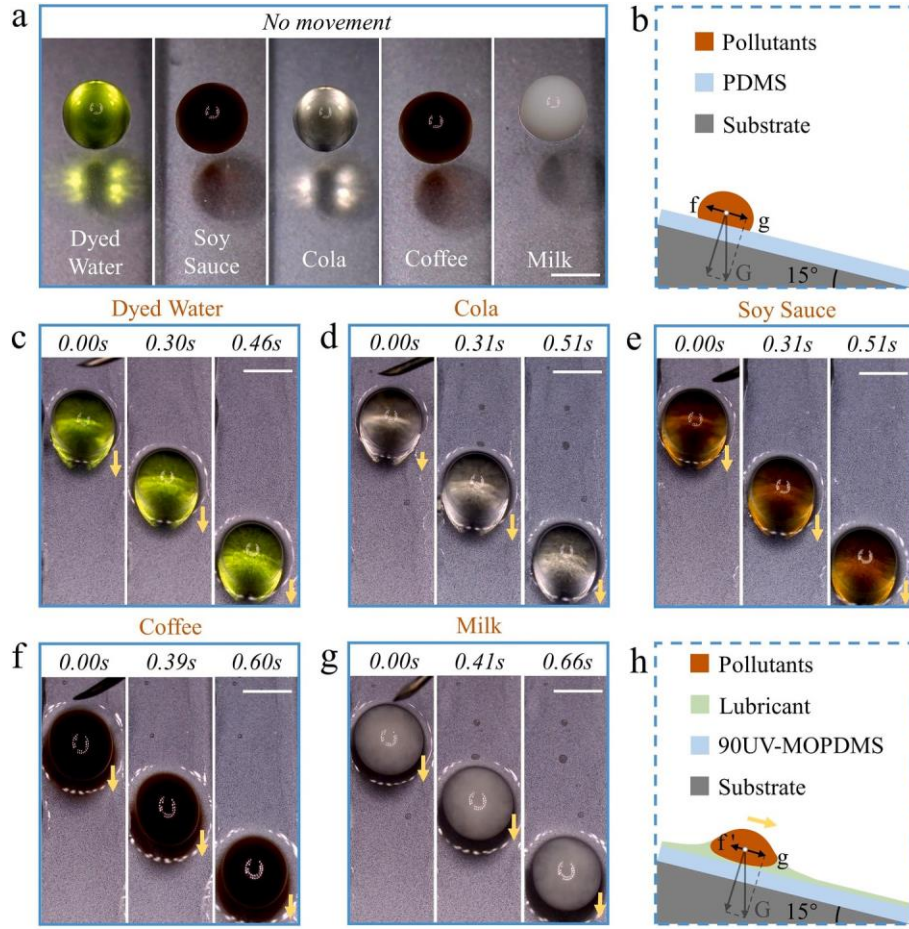 a
No movement
Dyed
Water
Soy
Sauce
Cola
Coffee
Milk
b
Pollutants
PDMS
Substrate
f
g
G
15°
Dyed Water
c
0.00s 0.30s 0.46s
Cola
d
0.00s 0.31s 0.51s
Soy Sauce
e
0.00s 0.31s 0.51s
Coffee
f
0.00s 0.39s 0.60s
Milk
g
0.00s 0.41s 0.66s
h
Pollutants
Lubricant
90UV-MOPDMS
Substrate
f'
g
G
15°